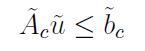 Ã_c ũ ≤ b̃_c